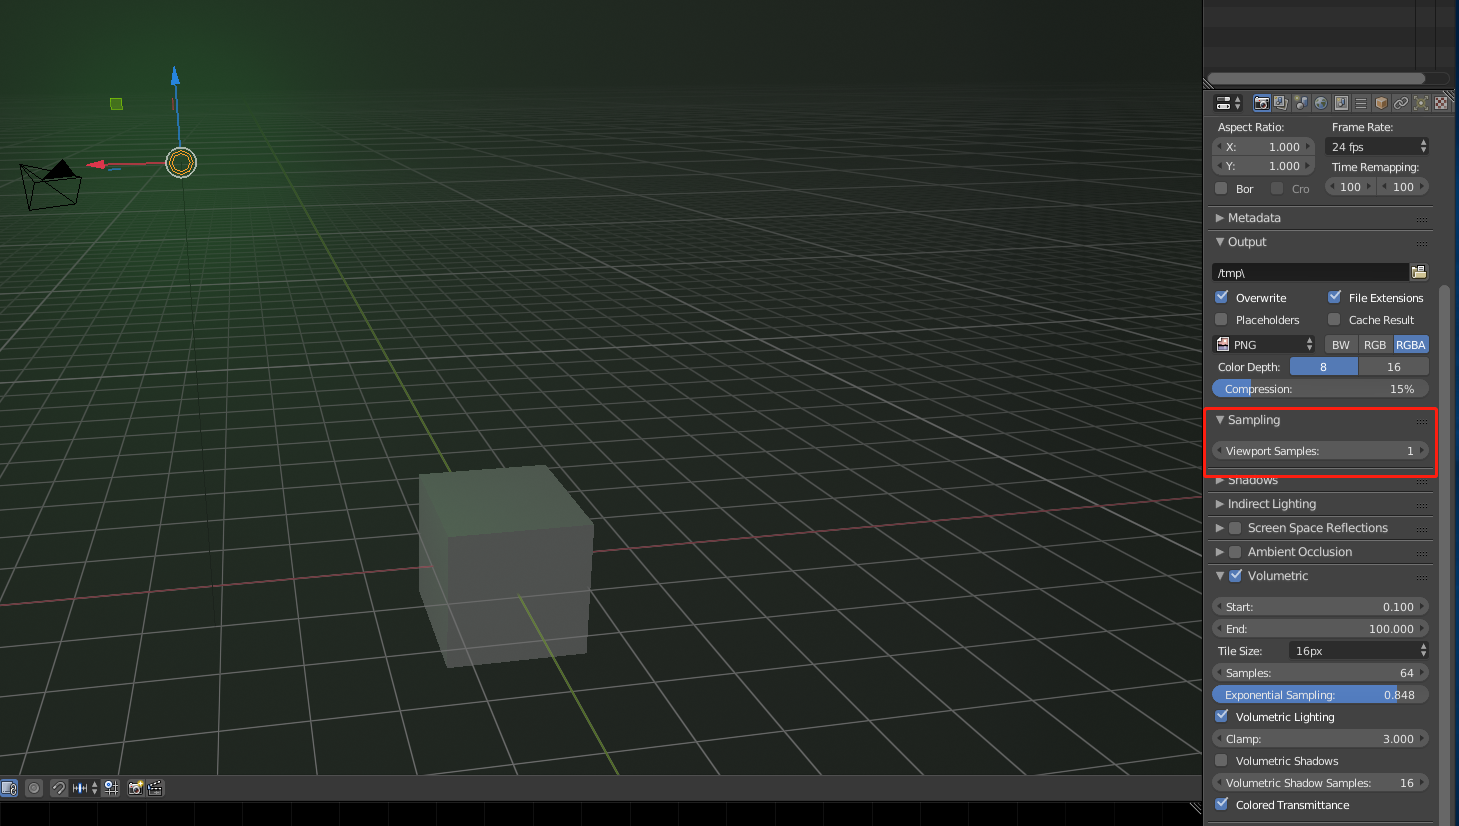 Aspect Ratio: Frame Rate:
X: 1.000 24 fps
Y: 1.000 Time Remapping:
Bor Cro 100 100
Metadata
Output
/tmp\
Overwrite File Extensions
Placeholders Cache Result
PNG BW RGB RGBA
Color Depth: 8 16
Compression: 15%
Sampling
Viewport Samples: 1
Shadows
Indirect Lighting
Screen Space Reflections
Ambient Occlusion
Volumetric
Start: 0.100
End: 100.000
Tile Size: 16px
Samples: 64
Exponential Sampling: 0.848
Volumetric Lighting
Clamp: 3.000
Volumetric Shadows
Volumetric Shadow Samples: 16
Colored Transmittance